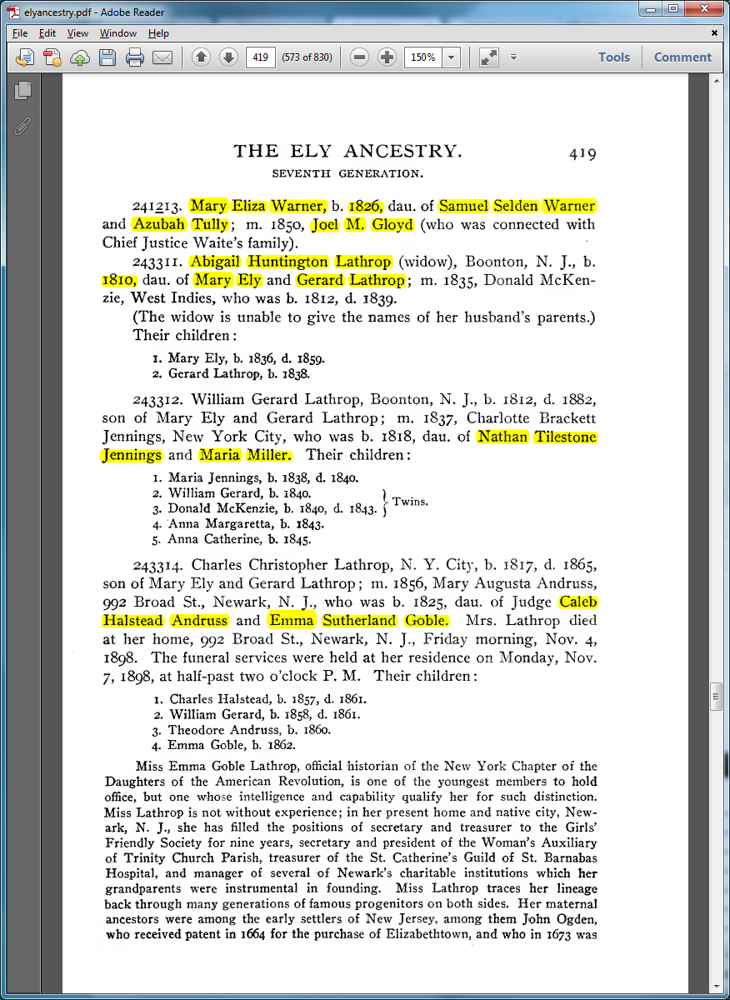 elyancestry.pdf - Adobe Reader
File Edit View Window Help
419 (573 of 830) 150% Tools Comment
THE ELY ANCESTRY. 419
SEVENTH GENERATION.
241213. Mary Eliza Warner, b. 1826, dau. of Samuel Selden Warner
and Azubah Tully; m. 1850, Joel M. Gloyd (who was connected with
Chief Justice Waite's family).
243311. Abigail Huntington Lathrop (widow), Boonton, N. J., b.
1810, dau. of Mary Ely and Gerard Lathrop; m. 1835, Donald McKen-
zie, West Indies, who was b. 1812, d. 1839.
(The widow is unable to give the names of her husband's parents.)
Their children:
1. Mary Ely, b. 1836, d. 1859.
2. Gerard Lathrop, b. 1838.
243312. William Gerard Lathrop, Boonton, N. J., b. 1812, d. 1882,
son of Mary Ely and Gerard Lathrop; m. 1837, Charlotte Brackett
Jennings, New York City, who was b. 1818, dau. of Nathan Tilestone
Jennings and Maria Miller. Their children:
1. Maria Jennings, b. 1838, d. 1840.
2. William Gerard, b. 1840.
3. Donald McKenzie, b. 1840, d. 1843. } Twins.
4. Anna Margaretta, b. 1843.
5. Anna Catherine, b. 1845.
243314. Charles Christopher Lathrop, N. Y. City, b. 1817, d. 1865,
son of Mary Ely and Gerard Lathrop; m. 1856, Mary Augusta Andruss,
992 Broad St., Newark, N. J., who was b. 1825, dau. of Judge Caleb
Halstead Andruss and Emma Sutherland Goble. Mrs. Lathrop died
at her home, 992 Broad St., Newark, N. J., Friday morning, Nov. 4,
1898. The funeral services were held at her residence on Monday, Nov.
7, 1898, at half-past two o'clock P. M. Their children:
1. Charles Halstead, b. 1857, d. 1861.
2. William Gerard, b. 1858, d. 1861.
3. Theodore Andruss, b. 1860.
4. Emma Goble, b. 1862.
Miss Emma Goble Lathrop, official historian of the New York Chapter of the
Daughters of the American Revolution, is one of the youngest members to hold
office, but one whose intelligence and capability qualify her for such distinction.
Miss Lathrop is not without experience; in her present home and native city, New-
ark, N. J., she has filled the positions of secretary and treasurer to the Girls'
Friendly Society for nine years, secretary and president of the Woman's Auxiliary
of Trinity Church Parish, treasurer of the St. Catherine's Guild of St. Barnabas
Hospital, and manager of several of Newark's charitable institutions which her
grandparents were instrumental in founding. Miss Lathrop traces her lineage
back through many generations of famous progenitors on both sides. Her maternal
ancestors were among the early settlers of New Jersey, among them John Ogden,
who received patent in 1664 for the purchase of Elizabethtown, and who in 1673 was